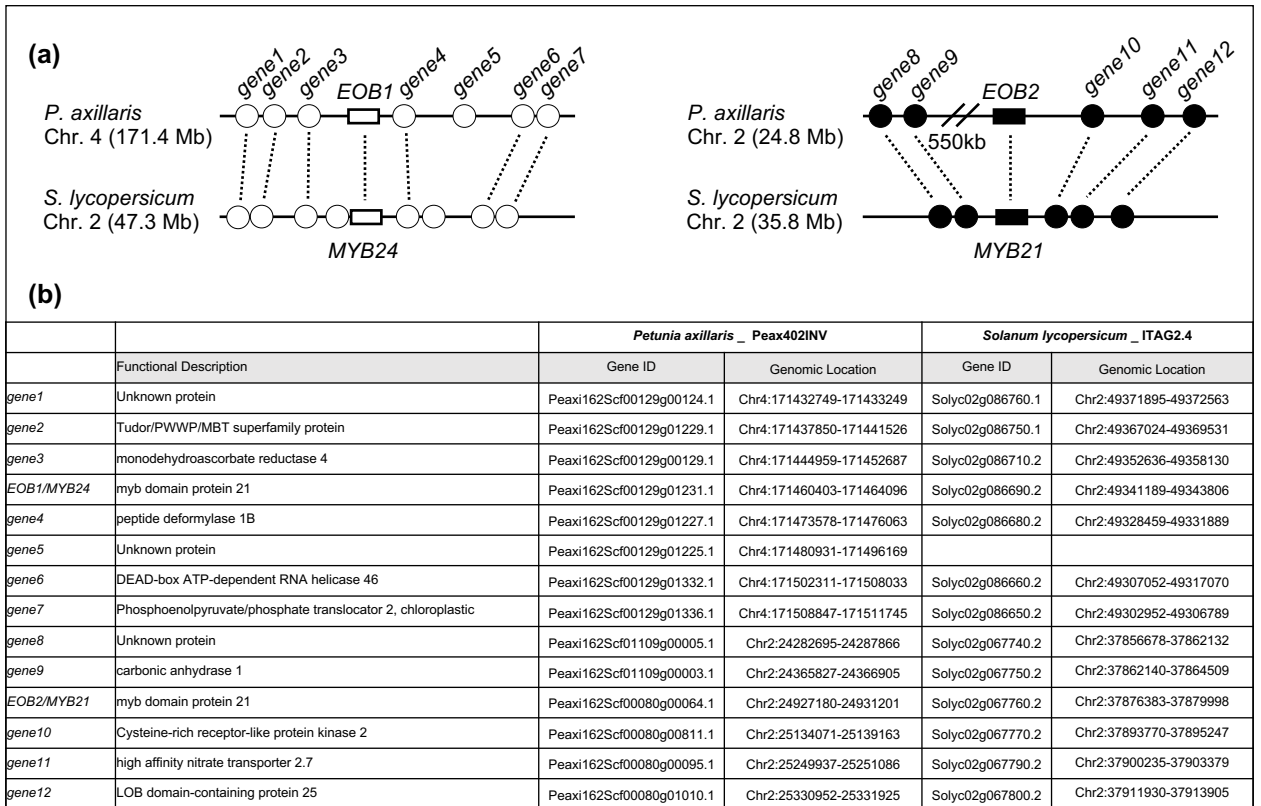 (a)
gene1 gene2 gene3 EOB1 gene4 gene5 gene6 gene7
P. axillaris
Chr. 4 (171.4 Mb)
S. lycopersicum
Chr. 2 (47.3 Mb)
MYB24
gene8 gene9 EOB2 gene10 gene11 gene12
P. axillaris
Chr. 2 (24.8 Mb)
550kb
S. lycopersicum
Chr. 2 (35.8 Mb)
MYB21
(b)
Petunia axillaris _ Peax402INV Solanum lycopersicum _ ITAG2.4
Functional Description Gene ID Genomic Location Gene ID Genomic Location
gene1 Unknown protein Peaxi162Scf00129g00124.1 Chr4:171432749-171433249 Solyc02g086760.1 Chr2:49371895-49372563
gene2 Tudor/PWWP/MBT superfamily protein Peaxi162Scf00129g01229.1 Chr4:171437850-171441526 Solyc02g086750.1 Chr2:49367024-49369531
gene3 monodehydroascorbate reductase 4 Peaxi162Scf00129g00129.1 Chr4:171444959-171452687 Solyc02g086710.2 Chr2:49352636-49358130
EOB1/MYB24 myb domain protein 21 Peaxi162Scf00129g01231.1 Chr4:171460403-171464096 Solyc02g086690.2 Chr2:49341189-49343806
gene4 peptide deformylase 1B Peaxi162Scf00129g01227.1 Chr4:171473578-171476063 Solyc02g086680.2 Chr2:49328459-49331889
gene5 Unknown protein Peaxi162Scf00129g01225.1 Chr4:171480931-171496169
gene6 DEAD-box ATP-dependent RNA helicase 46 Peaxi162Scf00129g01332.1 Chr4:171502311-171508033 Solyc02g086660.2 Chr2:49307052-49317070
gene7 Phosphoenolpyruvate/phosphate translocator 2, chloroplastic Peaxi162Scf00129g01336.1 Chr4:171508847-171511745 Solyc02g086650.2 Chr2:49302952-49306789
gene8 Unknown protein Peaxi162Scf01109g00005.1 Chr2:24282695-24287866 Solyc02g067740.2 Chr2:37856678-37862132
gene9 carbonic anhydrase 1 Peaxi162Scf01109g00003.1 Chr2:24365827-24366905 Solyc02g067750.2 Chr2:37862140-37864509
EOB2/MYB21 myb domain protein 21 Peaxi162Scf00080g00064.1 Chr2:24927180-24931201 Solyc02g067760.2 Chr2:37876383-37879998
gene10 Cysteine-rich receptor-like protein kinase 2 Peaxi162Scf00080g00811.1 Chr2:25134071-25139163 Solyc02g067770.2 Chr2:37893770-37895247
gene11 high affinity nitrate transporter 2.7 Peaxi162Scf00080g00095.1 Chr2:25249937-25251086 Solyc02g067790.2 Chr2:37900235-37903379
gene12 LOB domain-containing protein 25 Peaxi162Scf00080g01010.1 Chr2:25330952-25331925 Solyc02g067800.2 Chr2:37911930-37913905